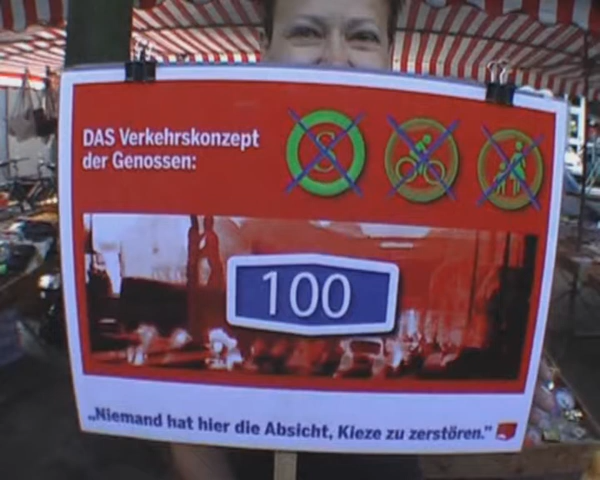 DAS Verkehrskonzept
der Genossen:
S
100
„Niemand hat hier die Absicht, Kieze zu zerstören.”